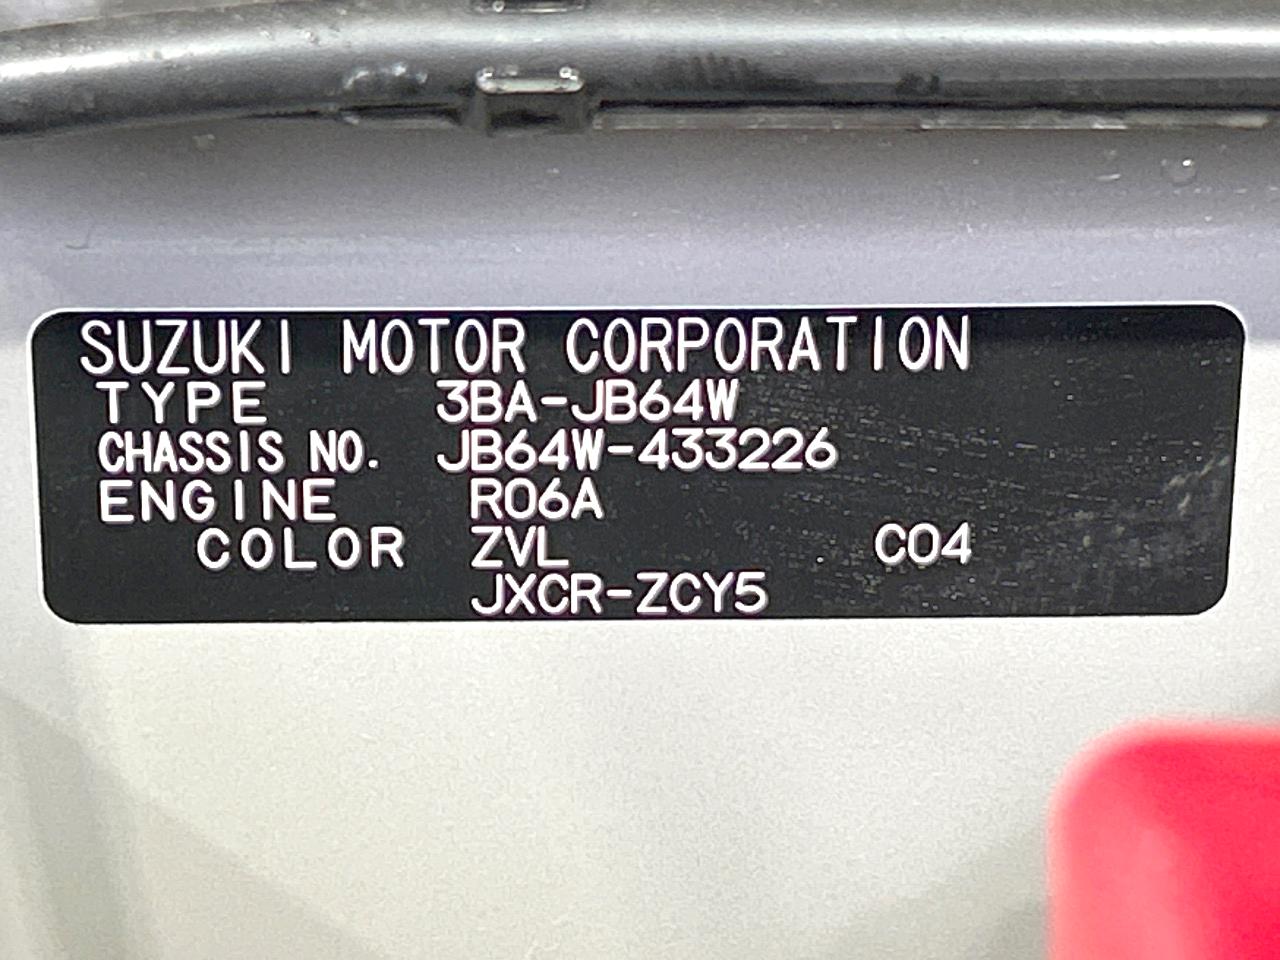 SUZUKI MOTOR CORPORATION
TYPE 3BA-JB64W
CHASSIS NO. JB64W-433226
ENGINE R06A
COLOR ZVL C04
JXCR-ZCY5